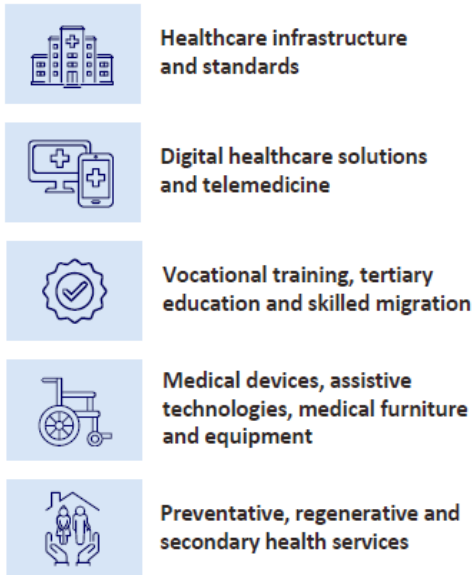 Healthcare infrastructure
and standards
Digital healthcare solutions
and telemedicine
Vocational training, tertiary
education and skilled migration
Medical devices, assistive
technologies, medical furniture
and equipment
Preventative, regenerative and
secondary health services